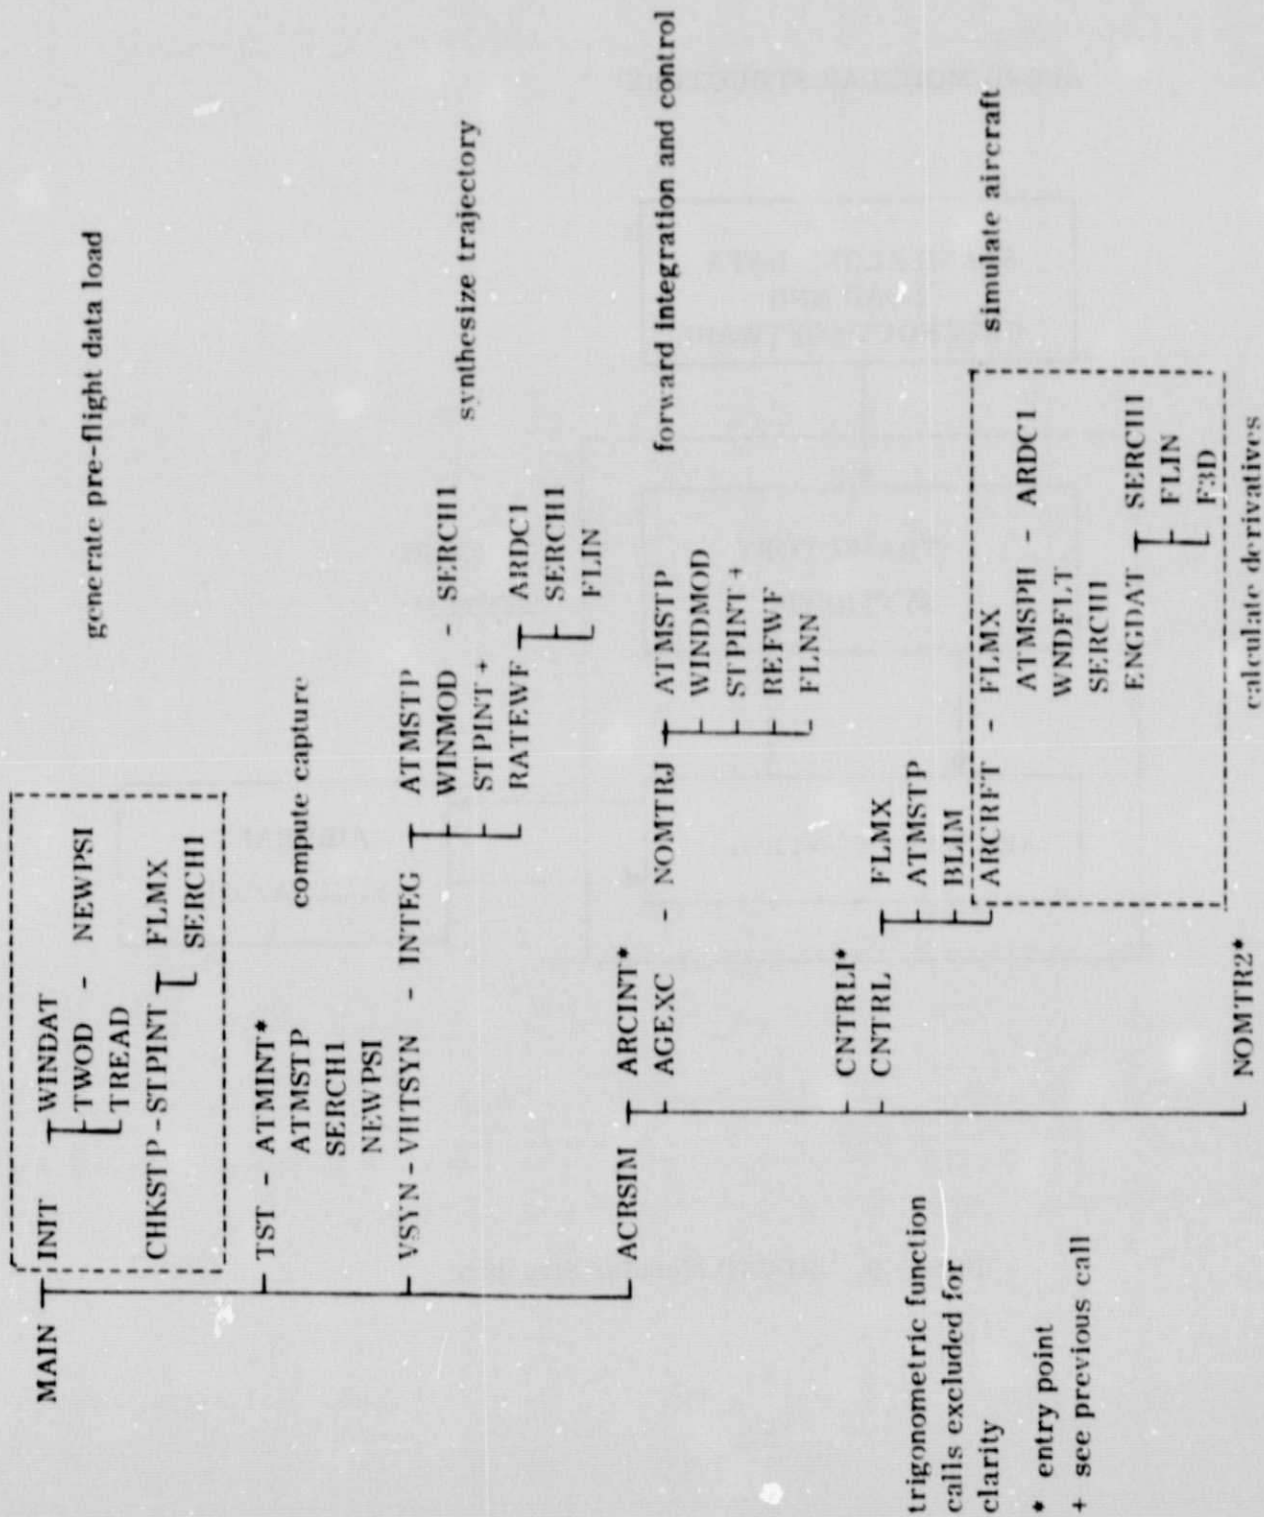 generate pre-flight data load
MAIN INIT WINDAT
TWOD - NEWPSI
TREAD
CHKSTP - STPINT FLMX
SERCH1
TST - ATMINT* compute capture
ATMSTP
SERCH1
NEWPSI
VSYN - VHTSYN - INTEG ATMSTP
WINMOD - SERCH1
STPINT +
RATEWF ARDC1
SERCH1
FLIN
synthesize trajectory
ACRSIM ARCINT*
AGEXC - NOMTRJ ATMSTP
WINDMOD
STPINT +
REFWF
FLNN
forward integration and control
CNTRLI*
CNTRL FLMX
ATMSTP
BLIM
ARCRFT - FLMX
ATMSPH - ARDC1
WNDFLT
SERCH1
ENGDAT SERCH1
FLIN
F3D
simulate aircraft
NOMTR2* calculate derivatives
trigonometric function
calls excluded for
clarity
* entry point
+ see previous call